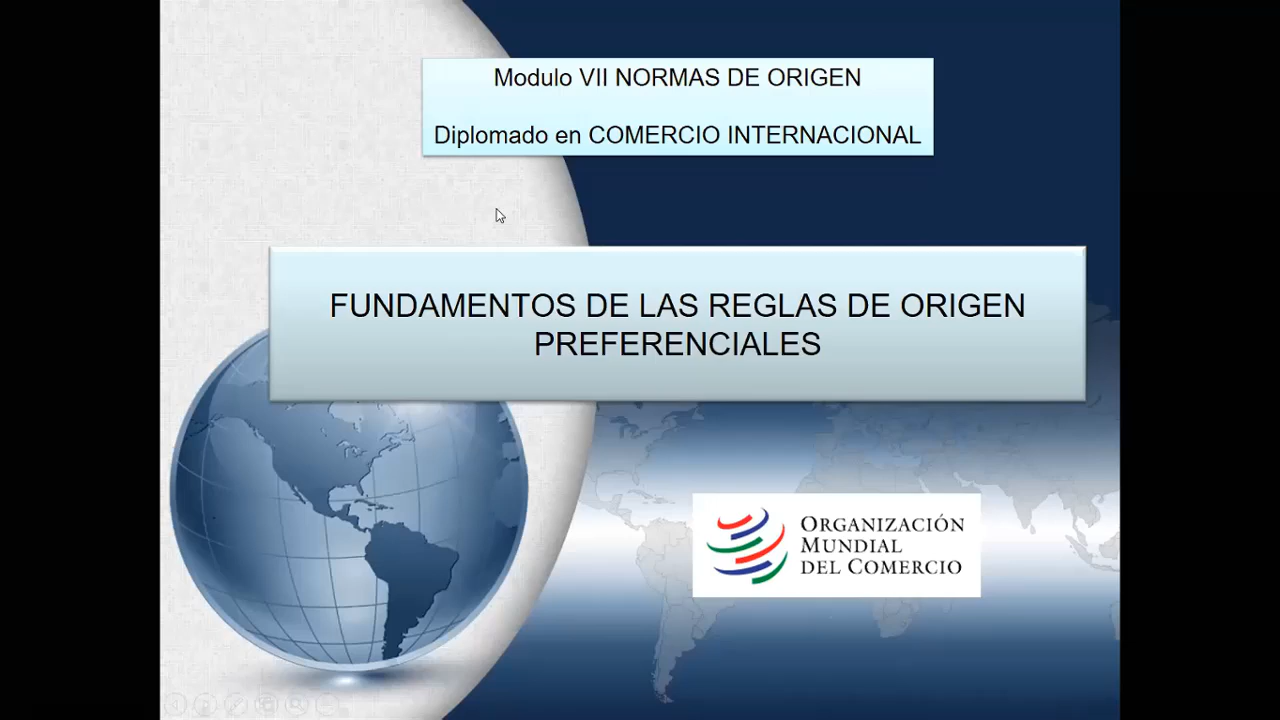 Modulo VII NORMAS DE ORIGEN
Diplomado en COMERCIO INTERNACIONAL
FUNDAMENTOS DE LAS REGLAS DE ORIGEN
PREFERENCIALES
ORGANIZACIÓN
MUNDIAL
DEL COMERCIO